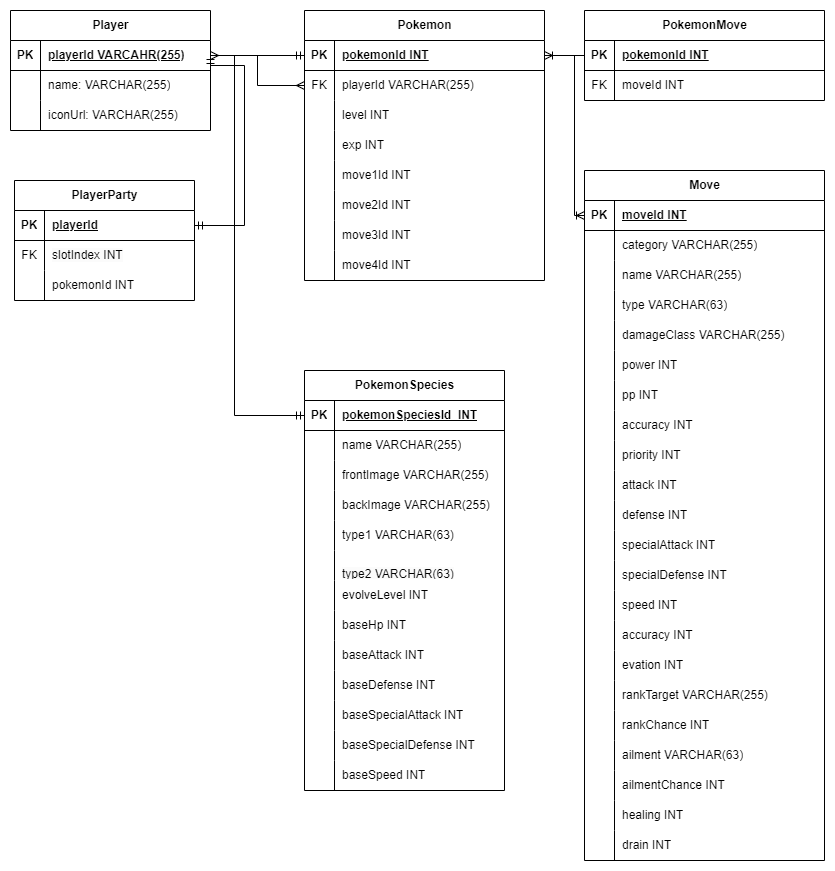 Player
PK playerId VARCAHR(255)
name: VARCHAR(255)
iconUrl: VARCHAR(255)
PlayerParty
PK playerId
FK slotIndex INT
pokemonId INT
Pokemon
PK pokemonId INT
FK playerId VARCHAR(255)
level INT
exp INT
move1Id INT
move2Id INT
move3Id INT
move4Id INT
PokemonSpecies
PK pokemonSpeciesId INT
name VARCHAR(255)
frontImage VARCHAR(255)
backImage VARCHAR(255)
type1 VARCHAR(63)
type2 VARCHAR(63)
evolveLevel INT
baseHp INT
baseAttack INT
baseDefense INT
baseSpecialAttack INT
baseSpecialDefense INT
baseSpeed INT
PokemonMove
PK pokemonId INT
FK moveId INT
Move
PK moveId INT
category VARCHAR(255)
name VARCHAR(255)
type VARCHAR(63)
damageClass VARCHAR(255)
power INT
pp INT
accuracy INT
priority INT
attack INT
defense INT
specialAttack INT
specialDefense INT
speed INT
accuracy INT
evation INT
rankTarget VARCHAR(255)
rankChance INT
ailment VARCHAR(63)
ailmentChance INT
healing INT
drain INT